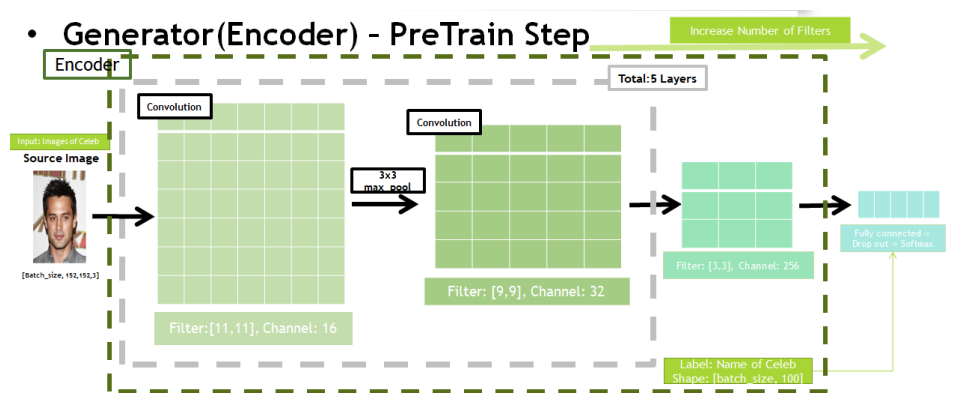 • Generator(Encoder) – PreTrain Step
Increase Number of Filters
Encoder
Total:5 Layers
Convolution
Convolution
Input: Images of Celeb
Source Image
3x3
max_pool
[Batch_size, 152,152,3]
Filter:[11,11], Channel: 16
Filter: [9,9], Channel: 32
Filter: [3,3], Channel: 256
Fully connected ->
Drop out -> Softmax
Label: Name of Celeb
Shape: [batch_size, 100]